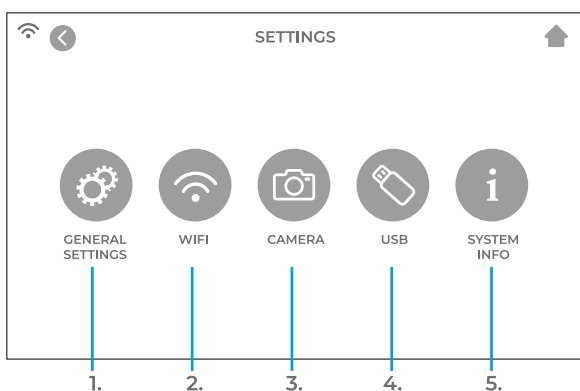 SETTINGS
GENERAL
SETTINGS
WIFI
CAMERA
USB
SYSTEM
INFO
1.
2.
3.
4.
5.